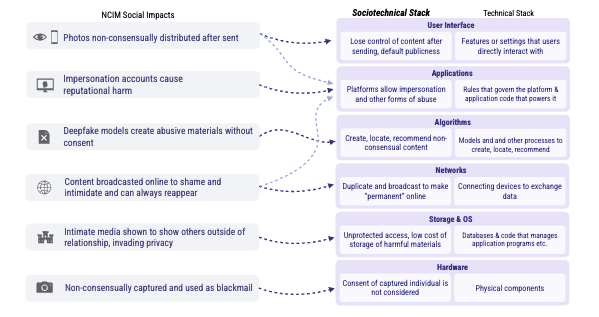 NCIM Social Impacts
Photos non-consensually distributed after sent
Impersonation accounts cause
reputational harm
Deepfake models create abusive materials without
consent
Content broadcasted online to shame and
intimidate and can always reappear
Intimate media shown to show others outside of
relationship, invading privacy
Non-consensually captured and used as blackmail
Sociotechnical Stack
Technical Stack
User Interface
Lose control of content after
sending, default publicness
Features or settings that users
directly interact with
Applications
Platforms allow impersonation
and other forms of abuse
Rules that govern the platform &
application code that powers it
Algorithms
Create, locate, recommend non-
consensual content
Models and and other processes to
create, locate, recommend
Networks
Duplicate and broadcast to make
"permanent" online
Connecting devices to exchange
data
Storage & OS
Unprotected access, low cost of
storage of harmful materials
Databases & code that manages
application programs etc.
Hardware
Consent of captured individual is
not considered
Physical components